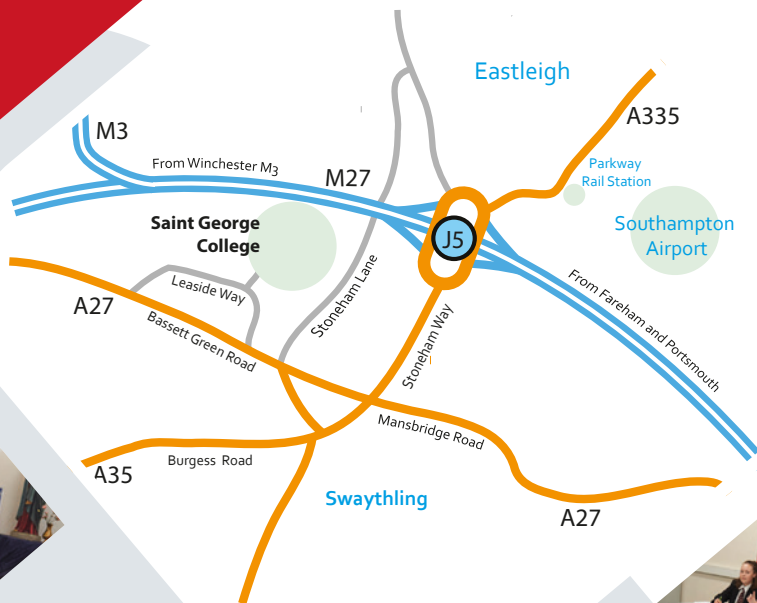 Eastleigh
A335
M3
From Winchester M3
M27
Parkway
Rail Station
Saint George
College
Southampton
Airport
J5
Leaside Way
Stoneham Lane
From Fareham and Portsmouth
A27
Bassett Green Road
Stoneham Way
Mansbridge Road
Burgess Road
A35
Swaythling
A27